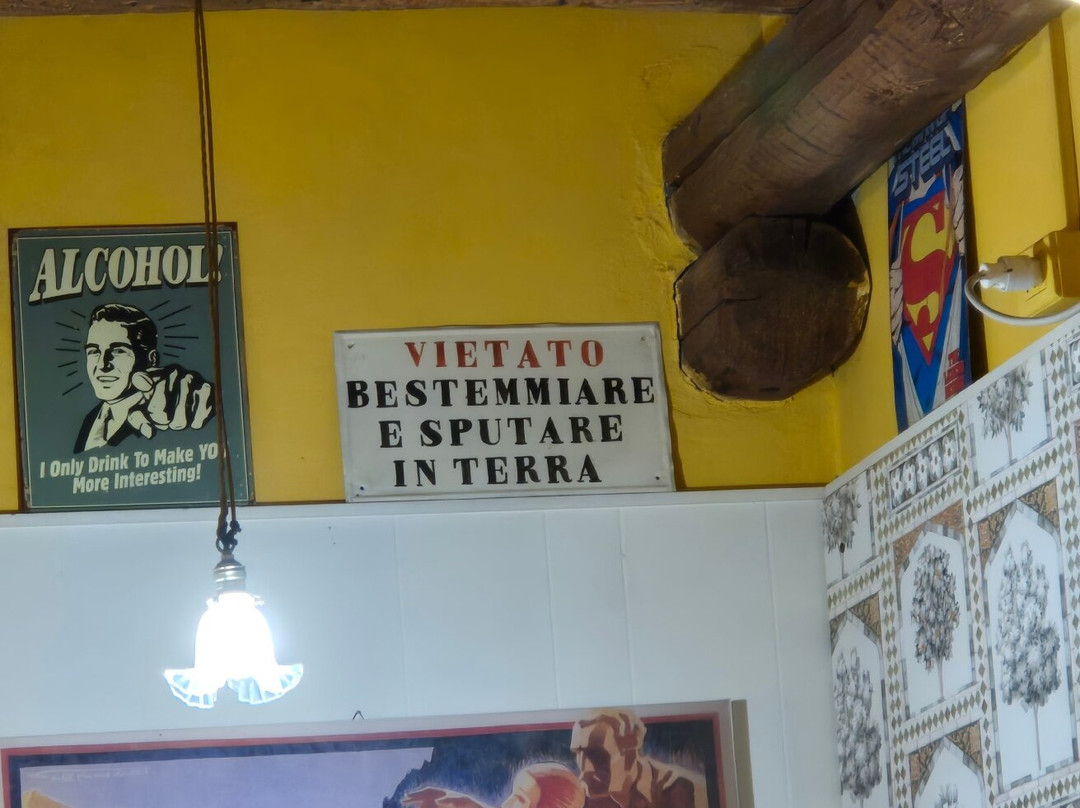 ALCOHOL
I Only Drink To Make YO
More Interesting!
VIETATO
BESTEMMIARE
E SPUTARE
IN TERRA
STEEL
S